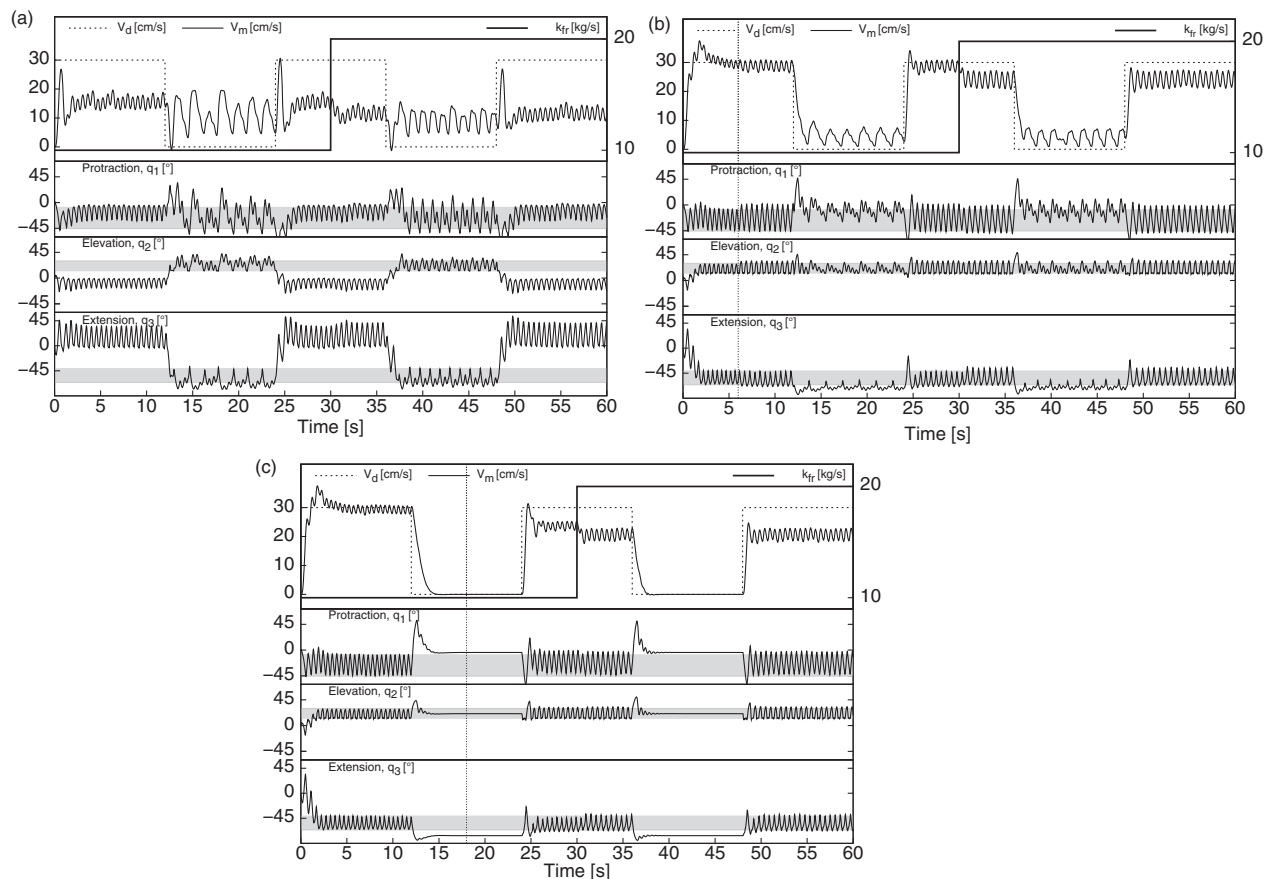 (a)
V_d [cm/s] V_m [cm/s] k_fr [kg/s]
30
20
10
0
20
10
Protraction, q_1 [°]
45
0
−45
Elevation, q_2 [°]
45
0
−45
Extension, q_3 [°]
45
0
−45
0 5 10 15 20 25 30 35 40 45 50 55 60
Time [s]
(b)
V_d [cm/s] V_m [cm/s] k_fr [kg/s]
30
20
10
0
20
10
Protraction, q_1 [°]
45
0
−45
Elevation, q_2 [°]
45
0
−45
Extension, q_3 [°]
45
0
−45
0 5 10 15 20 25 30 35 40 45 50 55 60
Time [s]
(c)
V_d [cm/s] V_m [cm/s] k_fr [kg/s]
30
20
10
0
20
10
Protraction, q_1 [°]
45
0
−45
Elevation, q_2 [°]
45
0
−45
Extension, q_3 [°]
45
0
−45
0 5 10 15 20 25 30 35 40 45 50 55 60
Time [s]